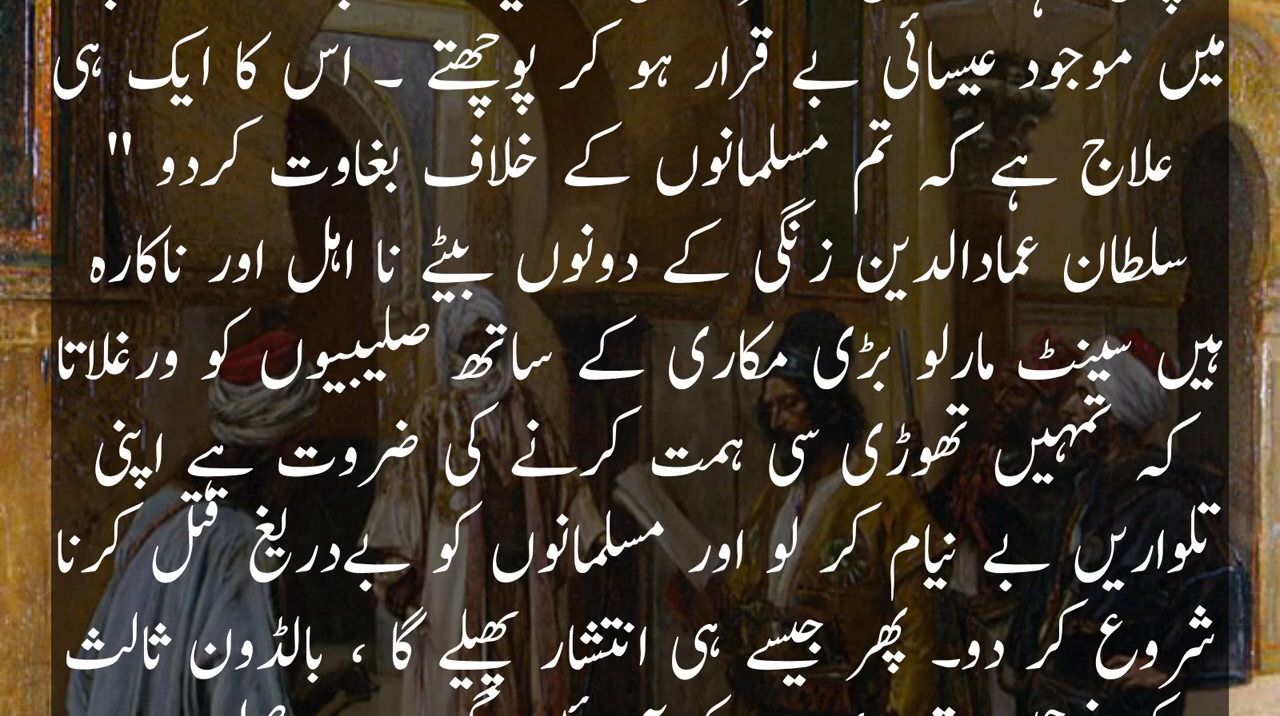 میں موجود عیسائی بے قرار ہو کر پوچھتے ۔ اس کا ایک ہی
علاج ہے کہ تم مسلمانوں کے خلاف بغاوت کردو "
سلطان عمادالدین زنگی کے دونوں بیٹے نا اہل اور ناکارہ
ہیں سینٹ مارلو بڑی مکاری کے ساتھ صلیبیوں کو ورغلاتا
کہ تمہیں تھوڑی سی ہمت کرنے کی ضروت ہے اپنی
تلواریں بے نیام کر لو اور مسلمانوں کو بےدریغ قتل کرنا
شروع کر دو۔ پھر جیسے ہی انتشار پھیلے گا ، بالڈون ثالث